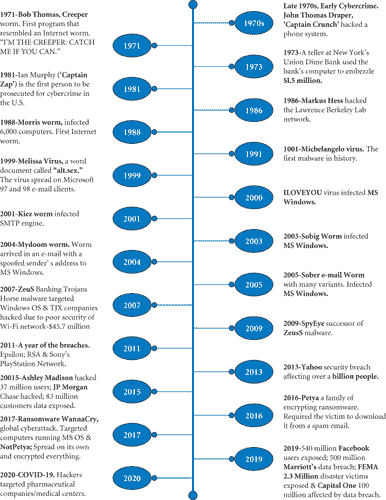 1971-Bob Thomas, Creeper
worm. First program that
resembled an Internet worm.
"I'M THE CREEPER: CATCH
ME IF YOU CAN."
1970s
Late 1970s, Early Cybercrime.
John Thomas Draper,
'Captain Crunch' hacked a
phone system.
1971
1973
1973-A teller at New York's
Union Dime Bank used the
bank's computer to embezzle
$1.5 million.
1981-Ian Murphy ('Captain
Zap') is the first person to be
prosecuted for cybercrime in
the U.S.
1981
1986
1986-Markus Hess hacked
the Lawrence Berkeley Lab
network.
1988-Morris worm, infected
6,000 computers. First Internet
worm.
1988
1991
1001-Michelangelo virus. The
first malware in history.
1999-Melissa Virus, a word
document called "alt.sex."
The virus spread on Microsoft
97 and 98 e-mail clients.
1999
2000
ILOVEYOU virus infected MS
Windows.
2001-Kiez worm infected
SMTP engine.
2001
2003
2003-Sobig Worm infected
MS Windows.
2004-Mydoom worm. Worm
arrived in an e-mail with a
spoofed sender' s address to
MS Windows.
2004
2005
2005-Sober e-mail Worm
with many variants. Infected
MS Windows.
2007-ZeuS Banking Trojans
Horse malware targeted
Windows OS & TJX companies
hacked due to poor security of
Wi-Fi network-$45.7 million
2007
2009
2009-SpyEye successor of
ZeusS malware.
2011-A year of the breaches.
Epsilon; RSA & Sony's
PlayStation Network.
2011
2013
2013-Yahoo security breach
affecting over a billion people.
20015-Ashley Madison hacked
37 million users; JP Morgan
Chase hacked; 83 million
customers data exposed.
2015
2016
2016-Petya a family of
encrypting ransomware.
Required the victim to download
it from a spam email.
2017-Ransomware WannaCry,
global cyberattack. Targeted
computers running MS OS &
NotPetya; Spread on its own
and encrypted everything.
2017
2019
2019-540 million Facebook
users exposed; 500 million
Marriott's data breach; FEMA
2.3 Million disaster victims
exposed & Capital One 100
million affected by data breach.
2020-COVID-19. Hackers
targeted pharmaceutical
companies/medical centers.
2020